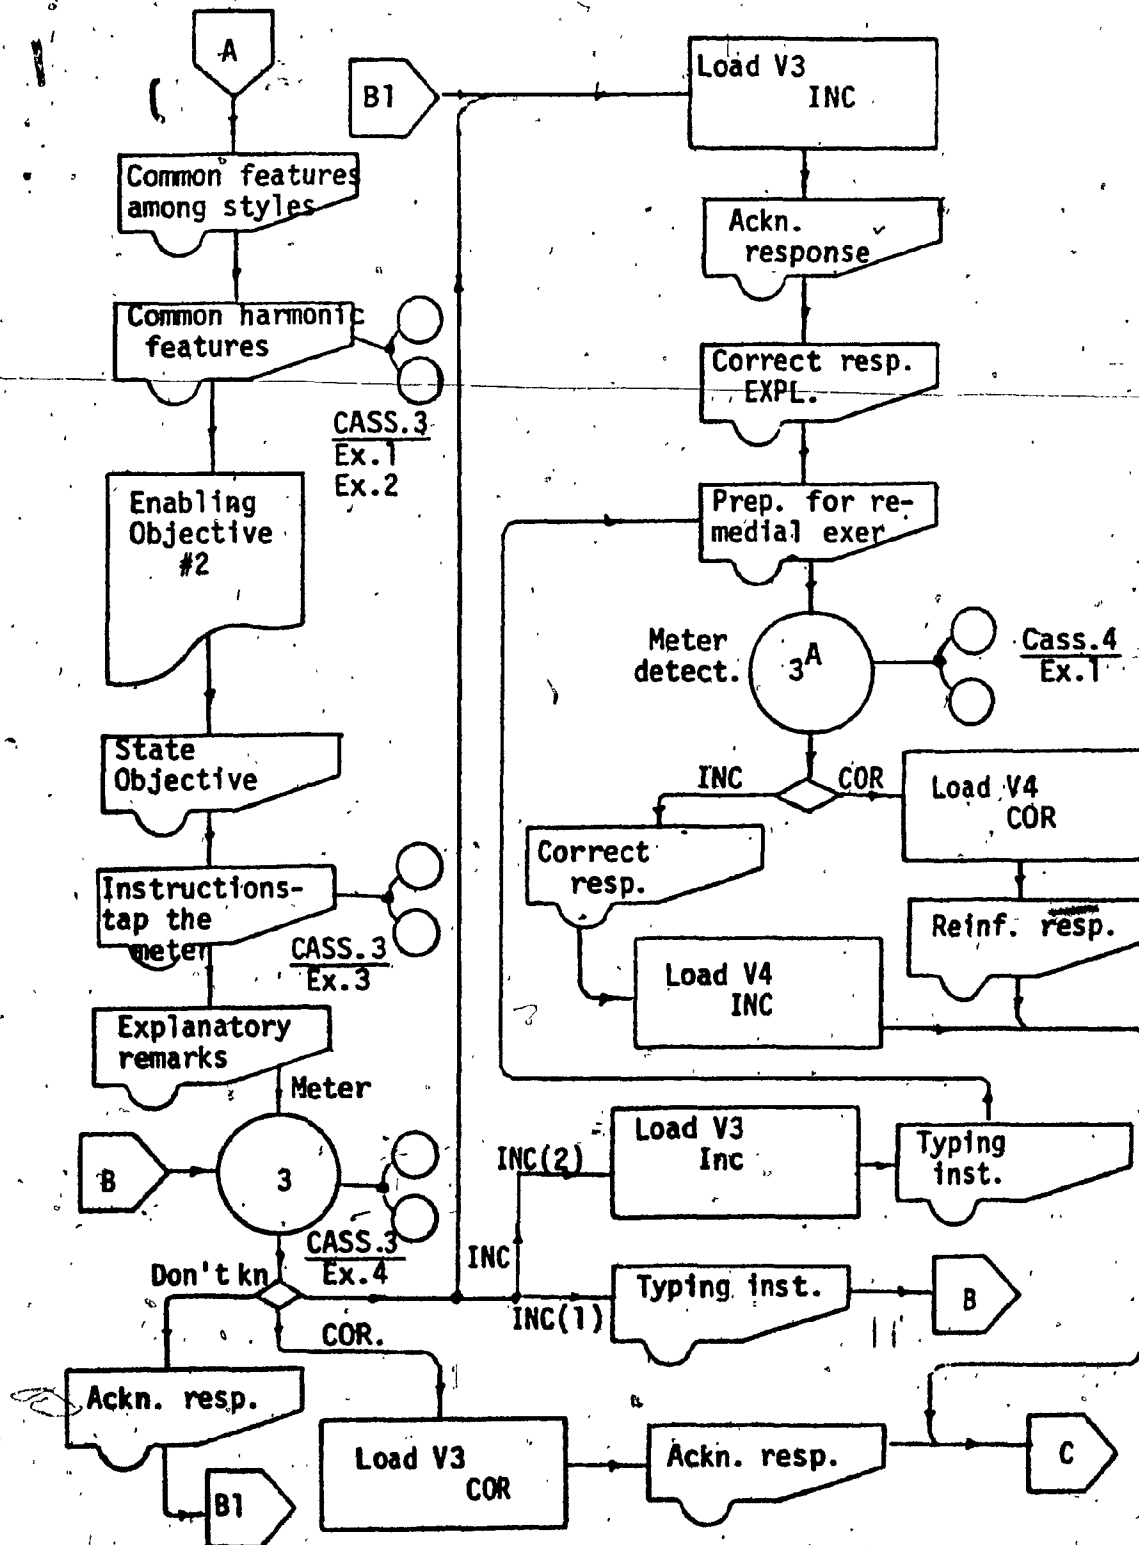 A
Common features
among styles
Common harmonic
features
CASS.3
Ex.1
Ex.2
Enabling
Objective
#2
State
Objective
Instructions-
tap the
meter
CASS.3
Ex.3
Explanatory
remarks
Meter
B
3
CASS.3
Ex.4
Don't kn
COR.
Ackn. resp.
B1
Load V3
COR
Ackn. resp.
C
B1
Load V3
INC
Ackn.
response
Correct resp.
EXPL.
Prep. for re-
medial exer
Meter
detect.
3A
Cass.4
Ex.1
INC
COR
Load V4
COR
Correct
resp.
Reinf. resp.
Load V4
INC
INC
INC(2)
Load V3
Inc
Typing
inst.
INC(1)
Typing inst.
B